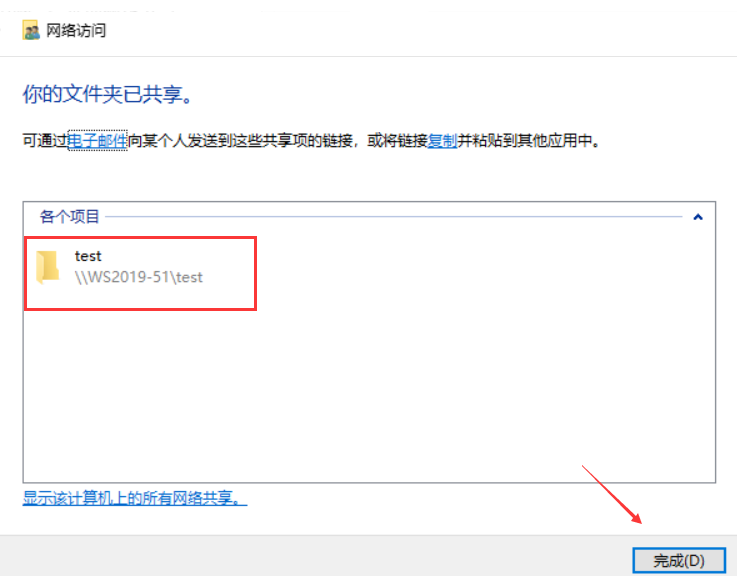 网络访问
你的文件夹已共享。
可通过电子邮件向某个人发送到这些共享项的链接，或将链接复制并粘贴到其他应用中。
各个项目
test
\\WS2019-51\test
显示该计算机上的所有网络共享。
完成(D)